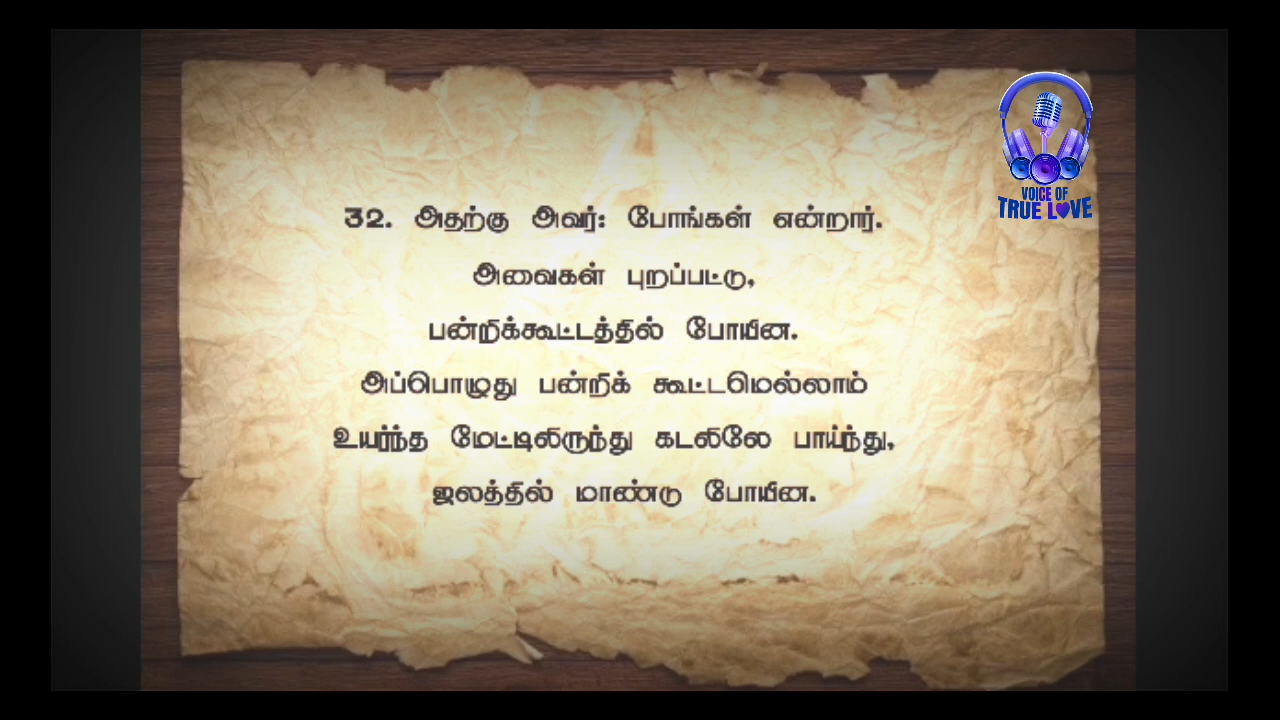 VOICE OF
TRUE LOVE
32. அதற்கு அவர்: போங்கள் என்றார்.
அவைகள் புறப்பட்டு,
பன்றிக்கூட்டத்தில் போயின.
அப்பொழுது பன்றிக் கூட்டமெல்லாம்
உயர்ந்த மேட்டிலிருந்து கடலிலே பாய்ந்து,
ஜலத்தில் மாண்டு போயின.